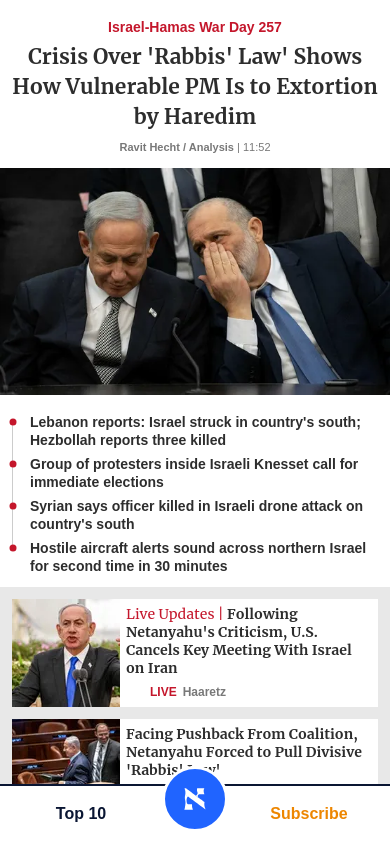 Israel-Hamas War Day 257
Crisis Over 'Rabbis' Law' Shows
How Vulnerable PM Is to Extortion
by Haredim
Ravit Hecht / Analysis | 11:52
Lebanon reports: Israel struck in country's south;
Hezbollah reports three killed
Group of protesters inside Israeli Knesset call for
immediate elections
Syrian says officer killed in Israeli drone attack on
country's south
Hostile aircraft alerts sound across northern Israel
for second time in 30 minutes
Live Updates | Following
Netanyahu's Criticism, U.S.
Cancels Key Meeting With Israel
on Iran
LIVE Haaretz
Facing Pushback From Coalition,
Netanyahu Forced to Pull Divisive
'Rabbis' Law'
Top 10
Subscribe